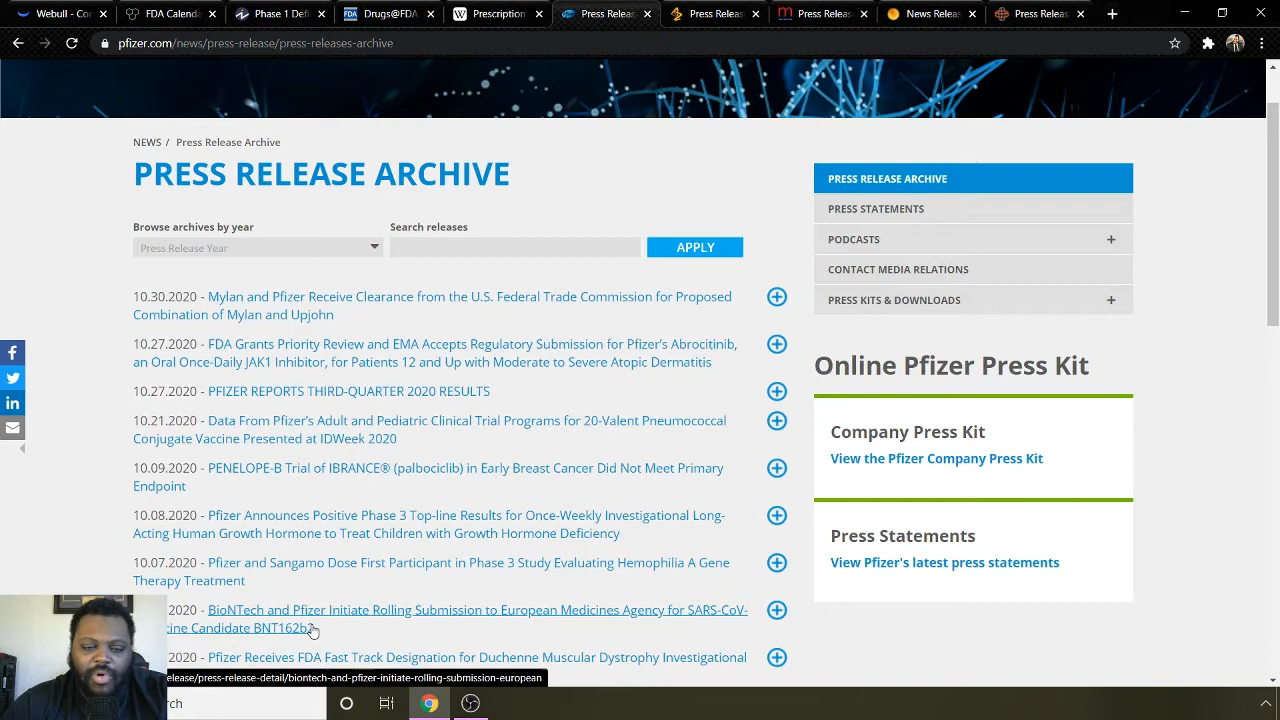 Webull - Co
FDA Calenda
Phase 1 Defi
Drugs@FDA
Prescription
Press Relea
Press Releas
Press Releas
News Releas
Press Releas
pfizer.com/news/press-release/press-releases-archive
NEWS / Press Release Archive
PRESS RELEASE ARCHIVE
Browse archives by year
Search releases
Press Release Year
APPLY
10.30.2020 - Mylan and Pfizer Receive Clearance from the U.S. Federal Trade Commission for Proposed
Combination of Mylan and Upjohn
10.27.2020 - FDA Grants Priority Review and EMA Accepts Regulatory Submission for Pfizer's Abrocitinib,
an Oral Once-Daily JAK1 Inhibitor, for Patients 12 and Up with Moderate to Severe Atopic Dermatitis
10.27.2020 - PFIZER REPORTS THIRD-QUARTER 2020 RESULTS
10.21.2020 - Data From Pfizer's Adult and Pediatric Clinical Trial Programs for 20-Valent Pneumococcal
Conjugate Vaccine Presented at IDWeek 2020
10.09.2020 - PENELOPE-B Trial of IBRANCE® (palbociclib) in Early Breast Cancer Did Not Meet Primary
Endpoint
10.08.2020 - Pfizer Announces Positive Phase 3 Top-line Results for Once-Weekly Investigational Long-
Acting Human Growth Hormone to Treat Children with Growth Hormone Deficiency
10.07.2020 - Pfizer and Sangamo Dose First Participant in Phase 3 Study Evaluating Hemophilia A Gene
Therapy Treatment
2020 - BioNTech and Pfizer Initiate Rolling Submission to European Medicines Agency for SARS-CoV-
cine Candidate BNT162b2
2020 - Pfizer Receives FDA Fast Track Designation for Duchenne Muscular Dystrophy Investigational
elease/press-release-detail/biontech-and-pfizer-initiate-rolling-submission-european
rch
PRESS RELEASE ARCHIVE
PRESS STATEMENTS
PODCASTS
CONTACT MEDIA RELATIONS
PRESS KITS & DOWNLOADS
Online Pfizer Press Kit
Company Press Kit
View the Pfizer Company Press Kit
Press Statements
View Pfizer's latest press statements